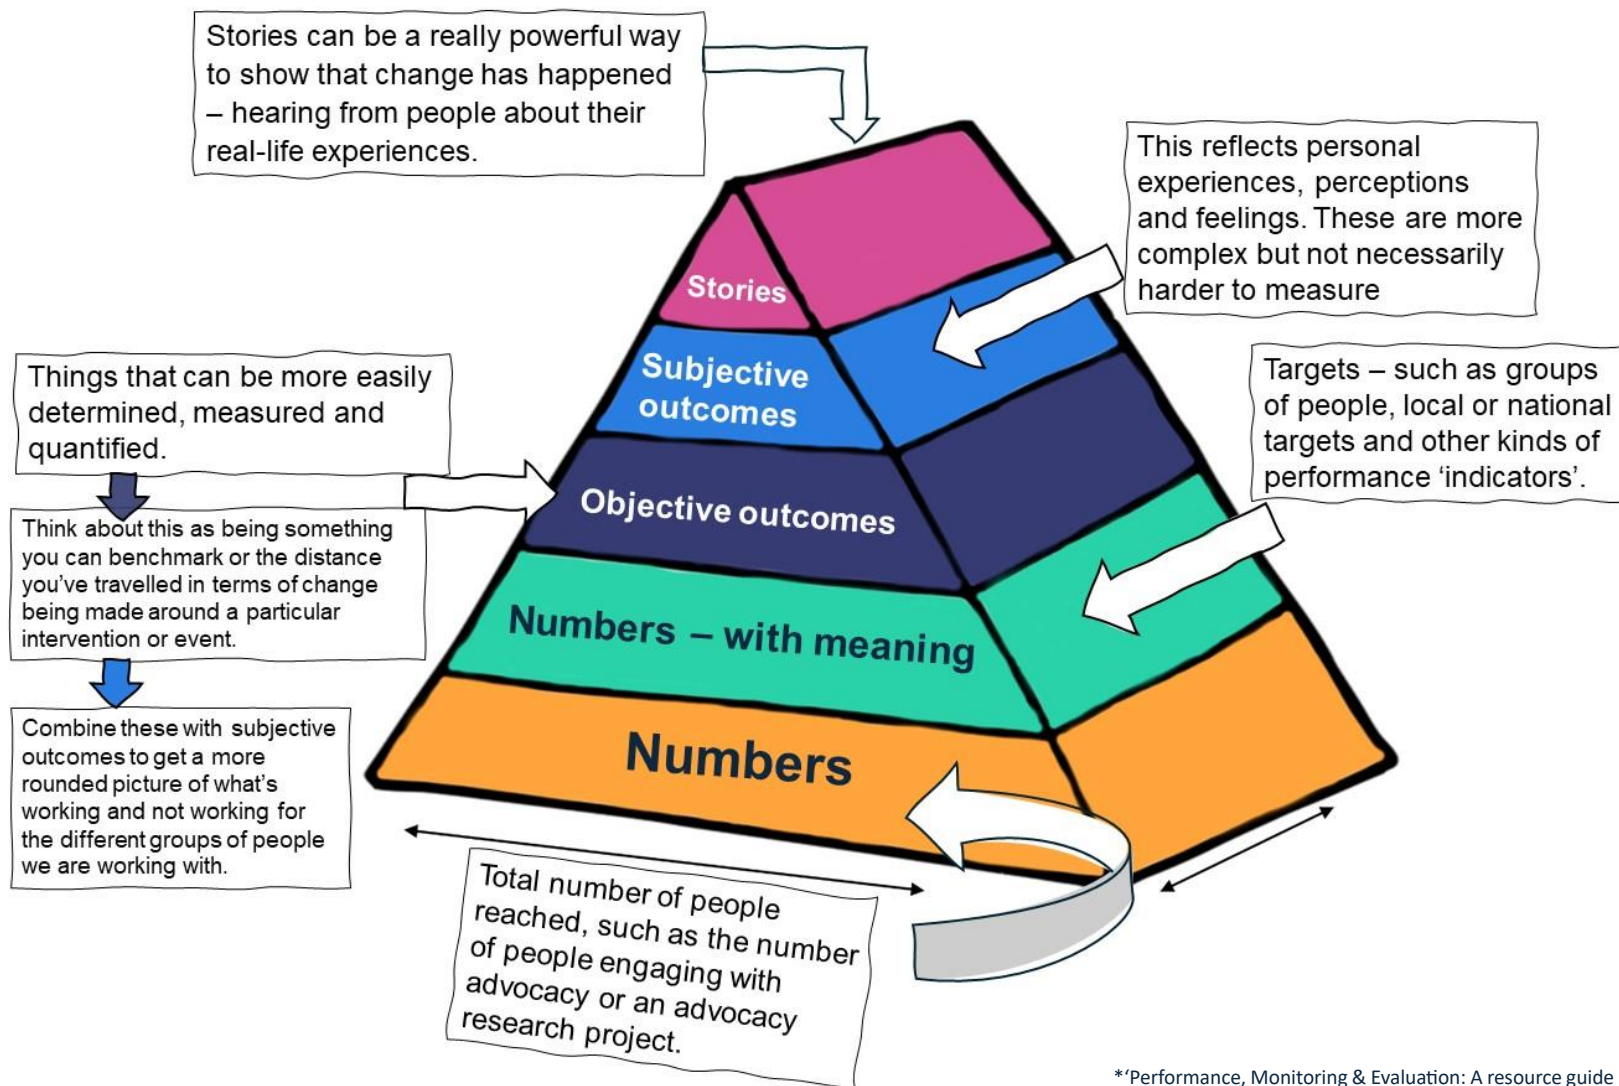 Stories can be a really powerful way
to show that change has happened
– hearing from people about their
real-life experiences.
This reflects personal
experiences, perceptions
and feelings. These are more
complex but not necessarily
harder to measure
Things that can be more easily
determined, measured and
quantified.
Targets – such as groups
of people, local or national
targets and other kinds of
performance ‘indicators’.
Think about this as being something
you can benchmark or the distance
you’ve travelled in terms of change
being made around a particular
intervention or event.
Combine these with subjective
outcomes to get a more
rounded picture of what’s
working and not working for
the different groups of people
we are working with.
Stories
Subjective
outcomes
Objective outcomes
Numbers – with meaning
Numbers
Total number of people
reached, such as the number
of people engaging with
advocacy or an advocacy
research project.
*‘Performance, Monitoring & Evaluation: A resource guide